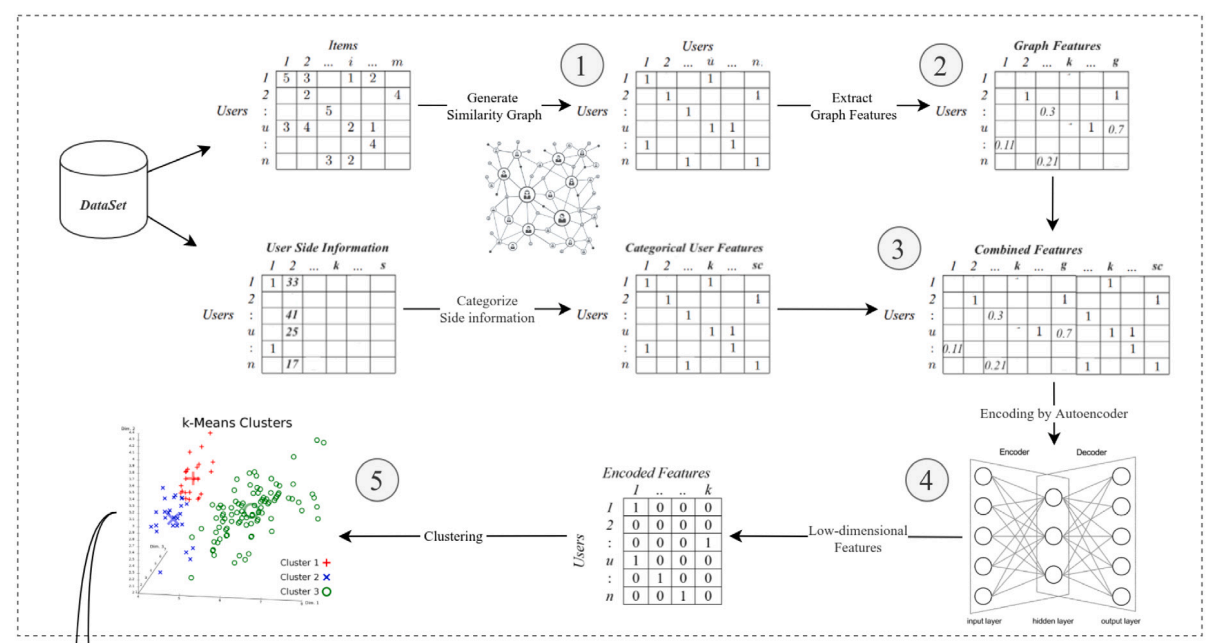 Items
1 2 ... i ... m
1 5 3 1 2
2 2 4
Users : 5
u 3 4 2 1
: 4
n 3 2
1
Generate
Similarity Graph
Users
1 2 ... u ... n.
1 1 1
2 1 1
Users : 1
u 1 1
: 1 1
n 1 1
2
Extract
Graph Features
Graph Features
1 2 ... k ... g
1
2 1 1
Users : 0.3
u 1 0.7
: 0.11
n 0.21
DataSet
User Side Information
1 2 ... k ... s
1 1 33
2
Users : 41
u 25
: 1
n 17
Categorize
Side information
Categorical User Features
1 2 ... k ... sc
1 1 1
2 1 1
Users : 1
u 1 1
: 1 1
n 1 1
3
Combined Features
1 2 ... k ... g ... k ... sc
1 1
2 1 1 1
Users : 0.3 1
u 1 0.7 1 1
: 0.11 1
n 0.21 1 1
Encoding by Autoencoder
4
Encoder Decoder
input layer hidden layer output layer
Low-dimensional
Features
Encoded Features
1 .. .. k
1 1 0 0 0
2 0 0 0 0
: 0 0 0 1
u 1 0 0 0
: 0 1 0 0
n 0 0 1 0
Users
Clustering
5
k-Means Clusters
Cluster 1
Cluster 2
Cluster 3
Dim. 1